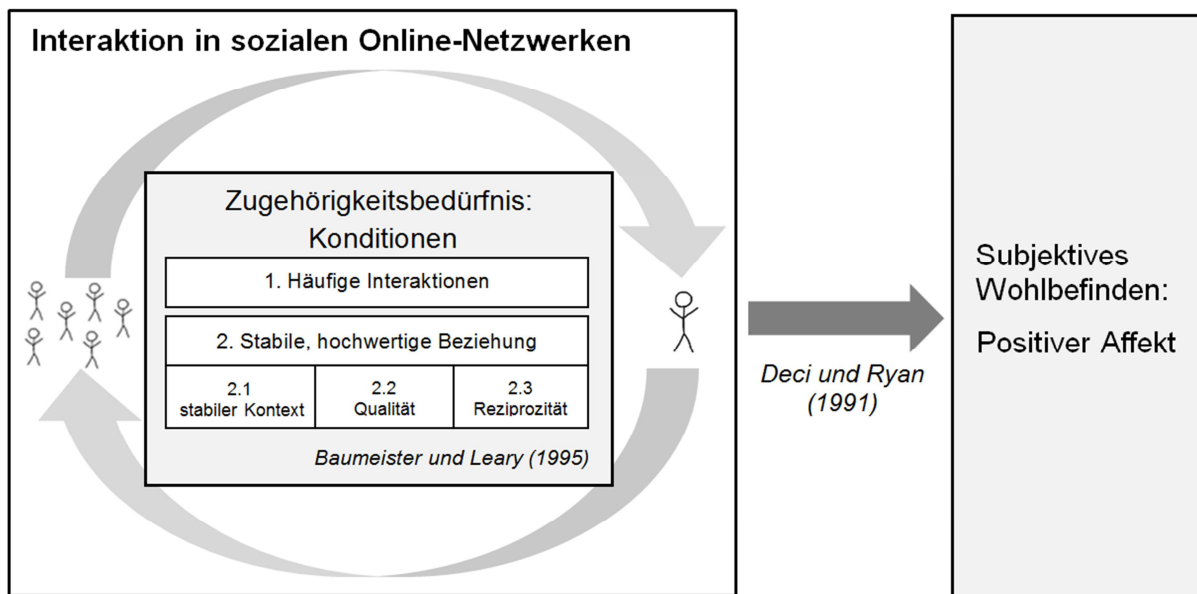 Interaktion in sozialen Online-Netzwerken
Zugehörigkeitsbedürfnis:
Konditionen
1. Häufige Interaktionen
2. Stabile, hochwertige Beziehung
2.1
stabiler Kontext
2.2
Qualität
2.3
Reziprozität
Baumeister und Leary (1995)
Deci und Ryan
(1991)
Subjektives
Wohlbefinden:
Positiver Affekt